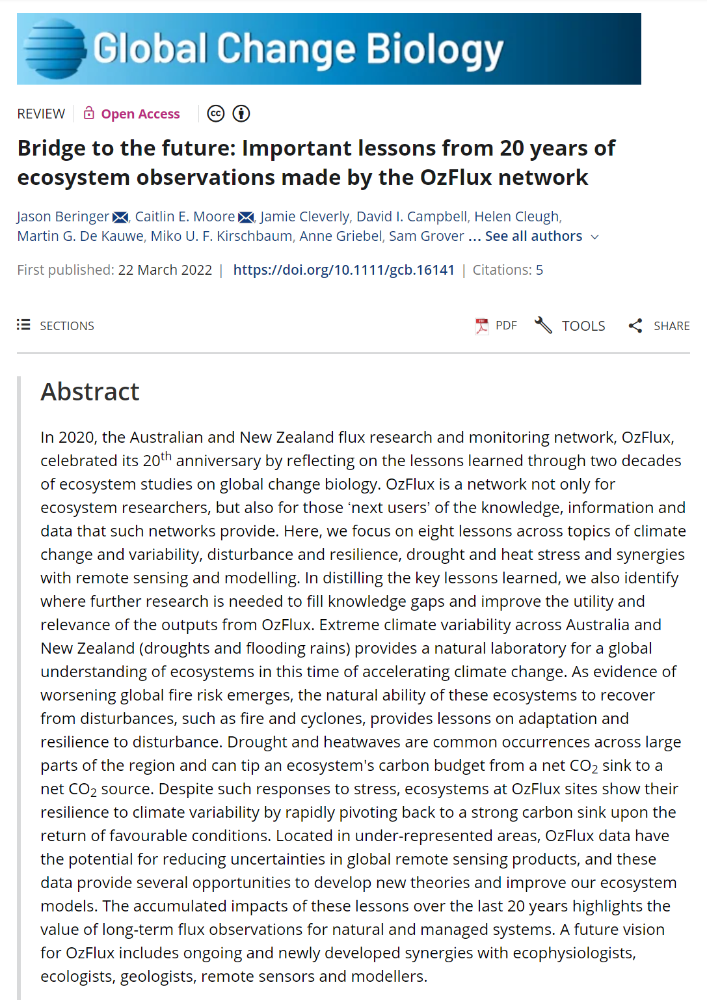 Global Change Biology
REVIEW Open Access cc
Bridge to the future: Important lessons from 20 years of
ecosystem observations made by the OzFlux network
Jason Beringer, Caitlin E. Moore, Jamie Cleverly, David I. Campbell, Helen Cleugh,
Martin G. De Kauwe, Miko U. F. Kirschbaum, Anne Griebel, Sam Grover ... See all authors
First published: 22 March 2022 | https://doi.org/10.1111/gcb.16141 | Citations: 5
SECTIONS PDF TOOLS SHARE
Abstract
In 2020, the Australian and New Zealand flux research and monitoring network, OzFlux,
celebrated its 20th anniversary by reflecting on the lessons learned through two decades
of ecosystem studies on global change biology. OzFlux is a network not only for
ecosystem researchers, but also for those ‘next users’ of the knowledge, information and
data that such networks provide. Here, we focus on eight lessons across topics of climate
change and variability, disturbance and resilience, drought and heat stress and synergies
with remote sensing and modelling. In distilling the key lessons learned, we also identify
where further research is needed to fill knowledge gaps and improve the utility and
relevance of the outputs from OzFlux. Extreme climate variability across Australia and
New Zealand (droughts and flooding rains) provides a natural laboratory for a global
understanding of ecosystems in this time of accelerating climate change. As evidence of
worsening global fire risk emerges, the natural ability of these ecosystems to recover
from disturbances, such as fire and cyclones, provides lessons on adaptation and
resilience to disturbance. Drought and heatwaves are common occurrences across large
parts of the region and can tip an ecosystem's carbon budget from a net CO₂ sink to a
net CO₂ source. Despite such responses to stress, ecosystems at OzFlux sites show their
resilience to climate variability by rapidly pivoting back to a strong carbon sink upon the
return of favourable conditions. Located in under-represented areas, OzFlux data have
the potential for reducing uncertainties in global remote sensing products, and these
data provide several opportunities to develop new theories and improve our ecosystem
models. The accumulated impacts of these lessons over the last 20 years highlights the
value of long-term flux observations for natural and managed systems. A future vision
for OzFlux includes ongoing and newly developed synergies with ecophysiologists,
ecologists, geologists, remote sensors and modellers.